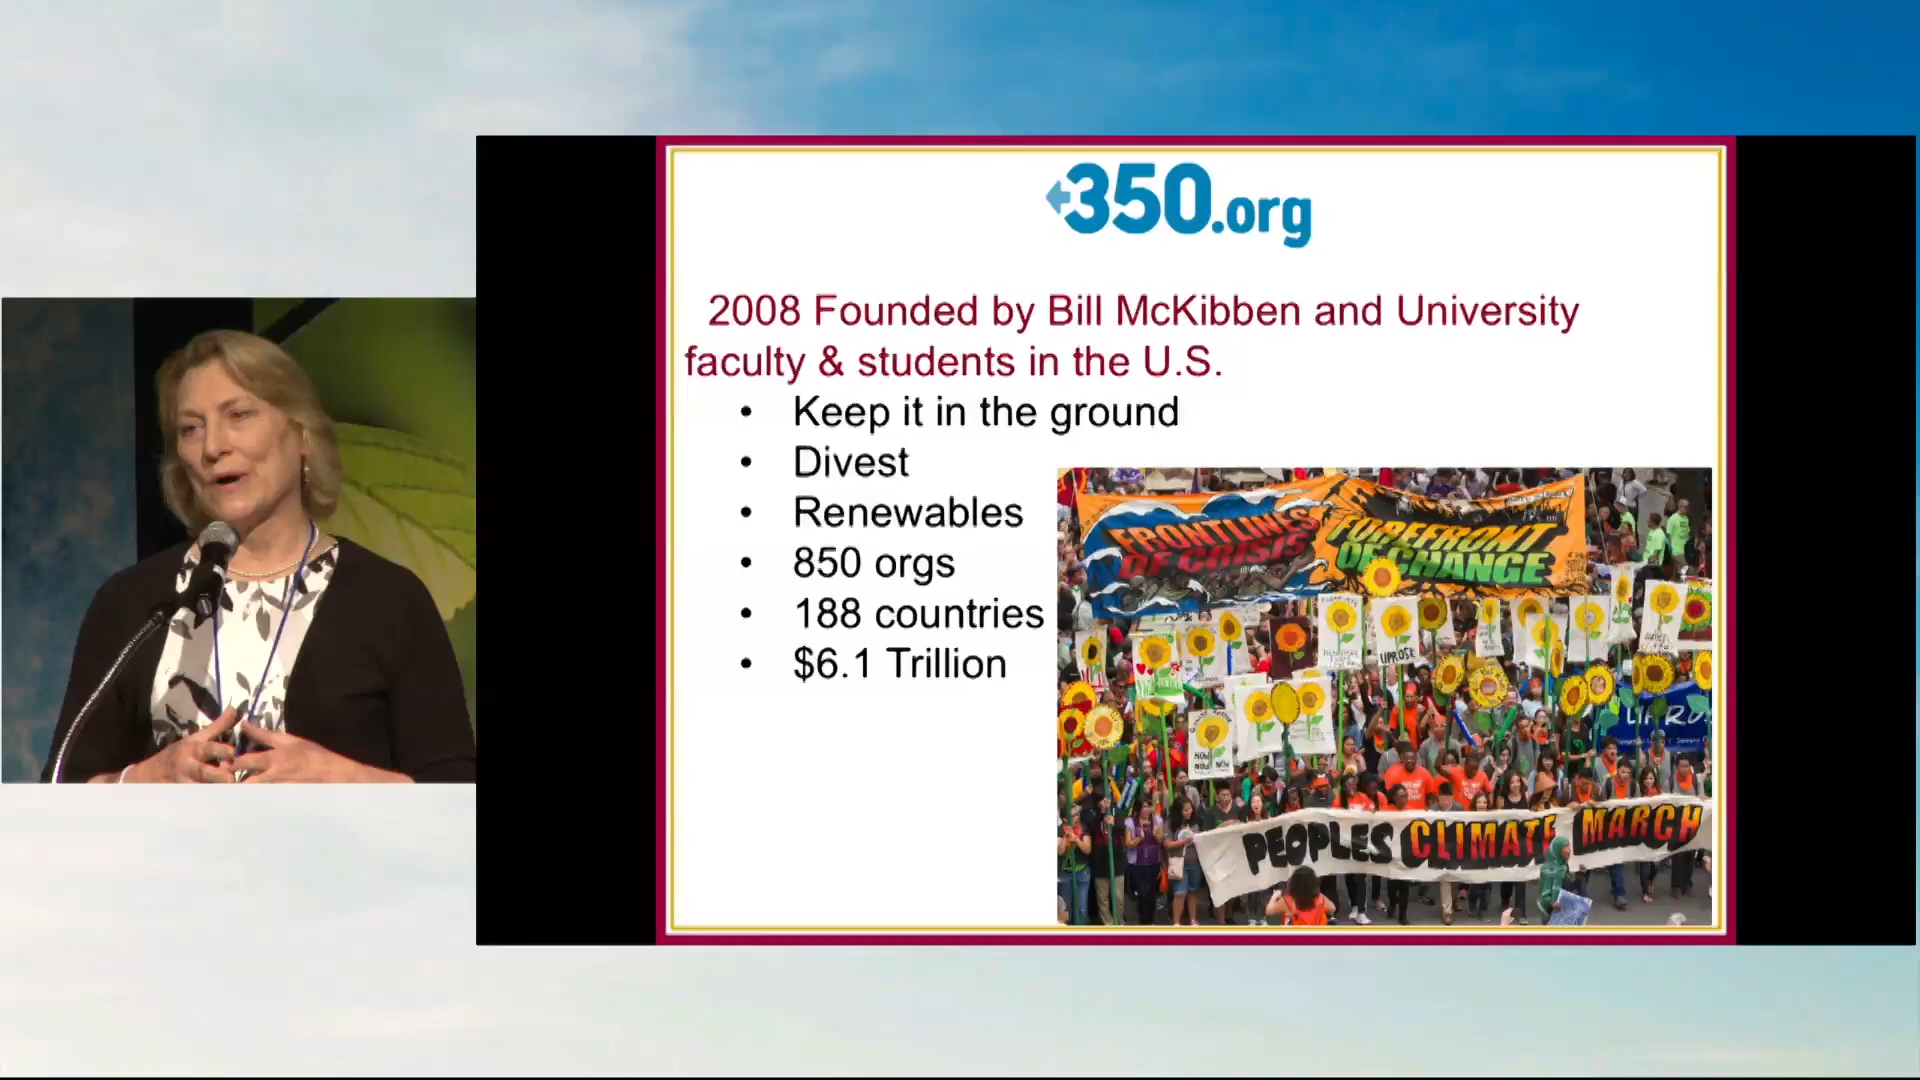 350.org
2008 Founded by Bill McKibben and University
faculty & students in the U.S.
• Keep it in the ground
• Divest
• Renewables
• 850 orgs
• 188 countries
• $6.1 Trillion
FRONTLINES
OF CRISIS
FOREFRONT
OF CHANGE
UPROSE
PEOPLES CLIMATE MARCH